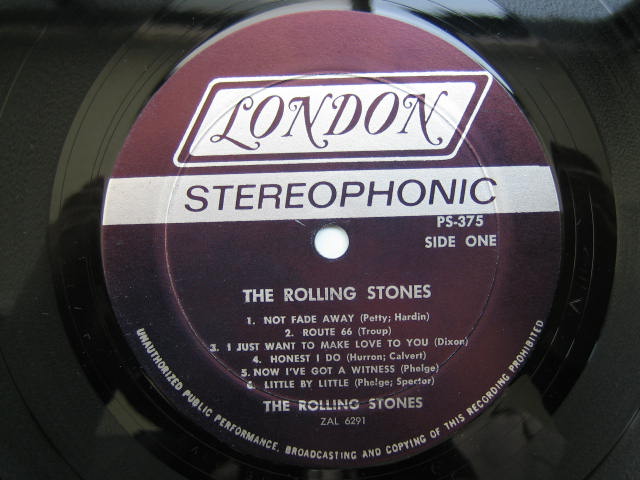 LONDON
STEREOPHONIC
PS-375
SIDE ONE
THE ROLLING STONES
1. NOT FADE AWAY (Petty; Hardin)
2. ROUTE 66 (Troup)
3. I JUST WANT TO MAKE LOVE TO YOU (Dixon)
4. HONEST I DO (Hurron; Calvert)
5. NOW I'VE GOT A WITNESS (Phelge)
6. LITTLE BY LITTLE (Phelge; Spector)
THE ROLLING STONES
ZAL 6291
UNAUTHORIZED PUBLIC PERFORMANCE, BROADCASTING AND COPYING OF THIS RECORDING PROHIBITED